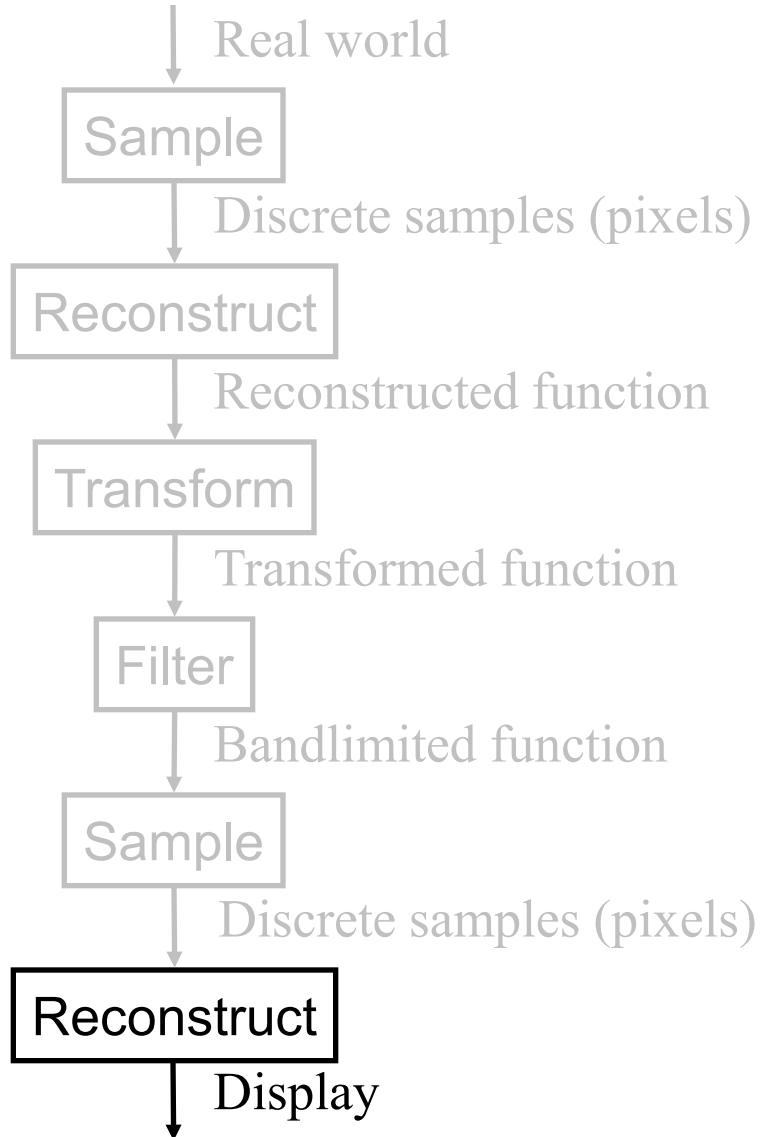 Real world
Sample
Discrete samples (pixels)
Reconstruct
Reconstructed function
Transform
Transformed function
Filter
Bandlimited function
Sample
Discrete samples (pixels)
Reconstruct
Display